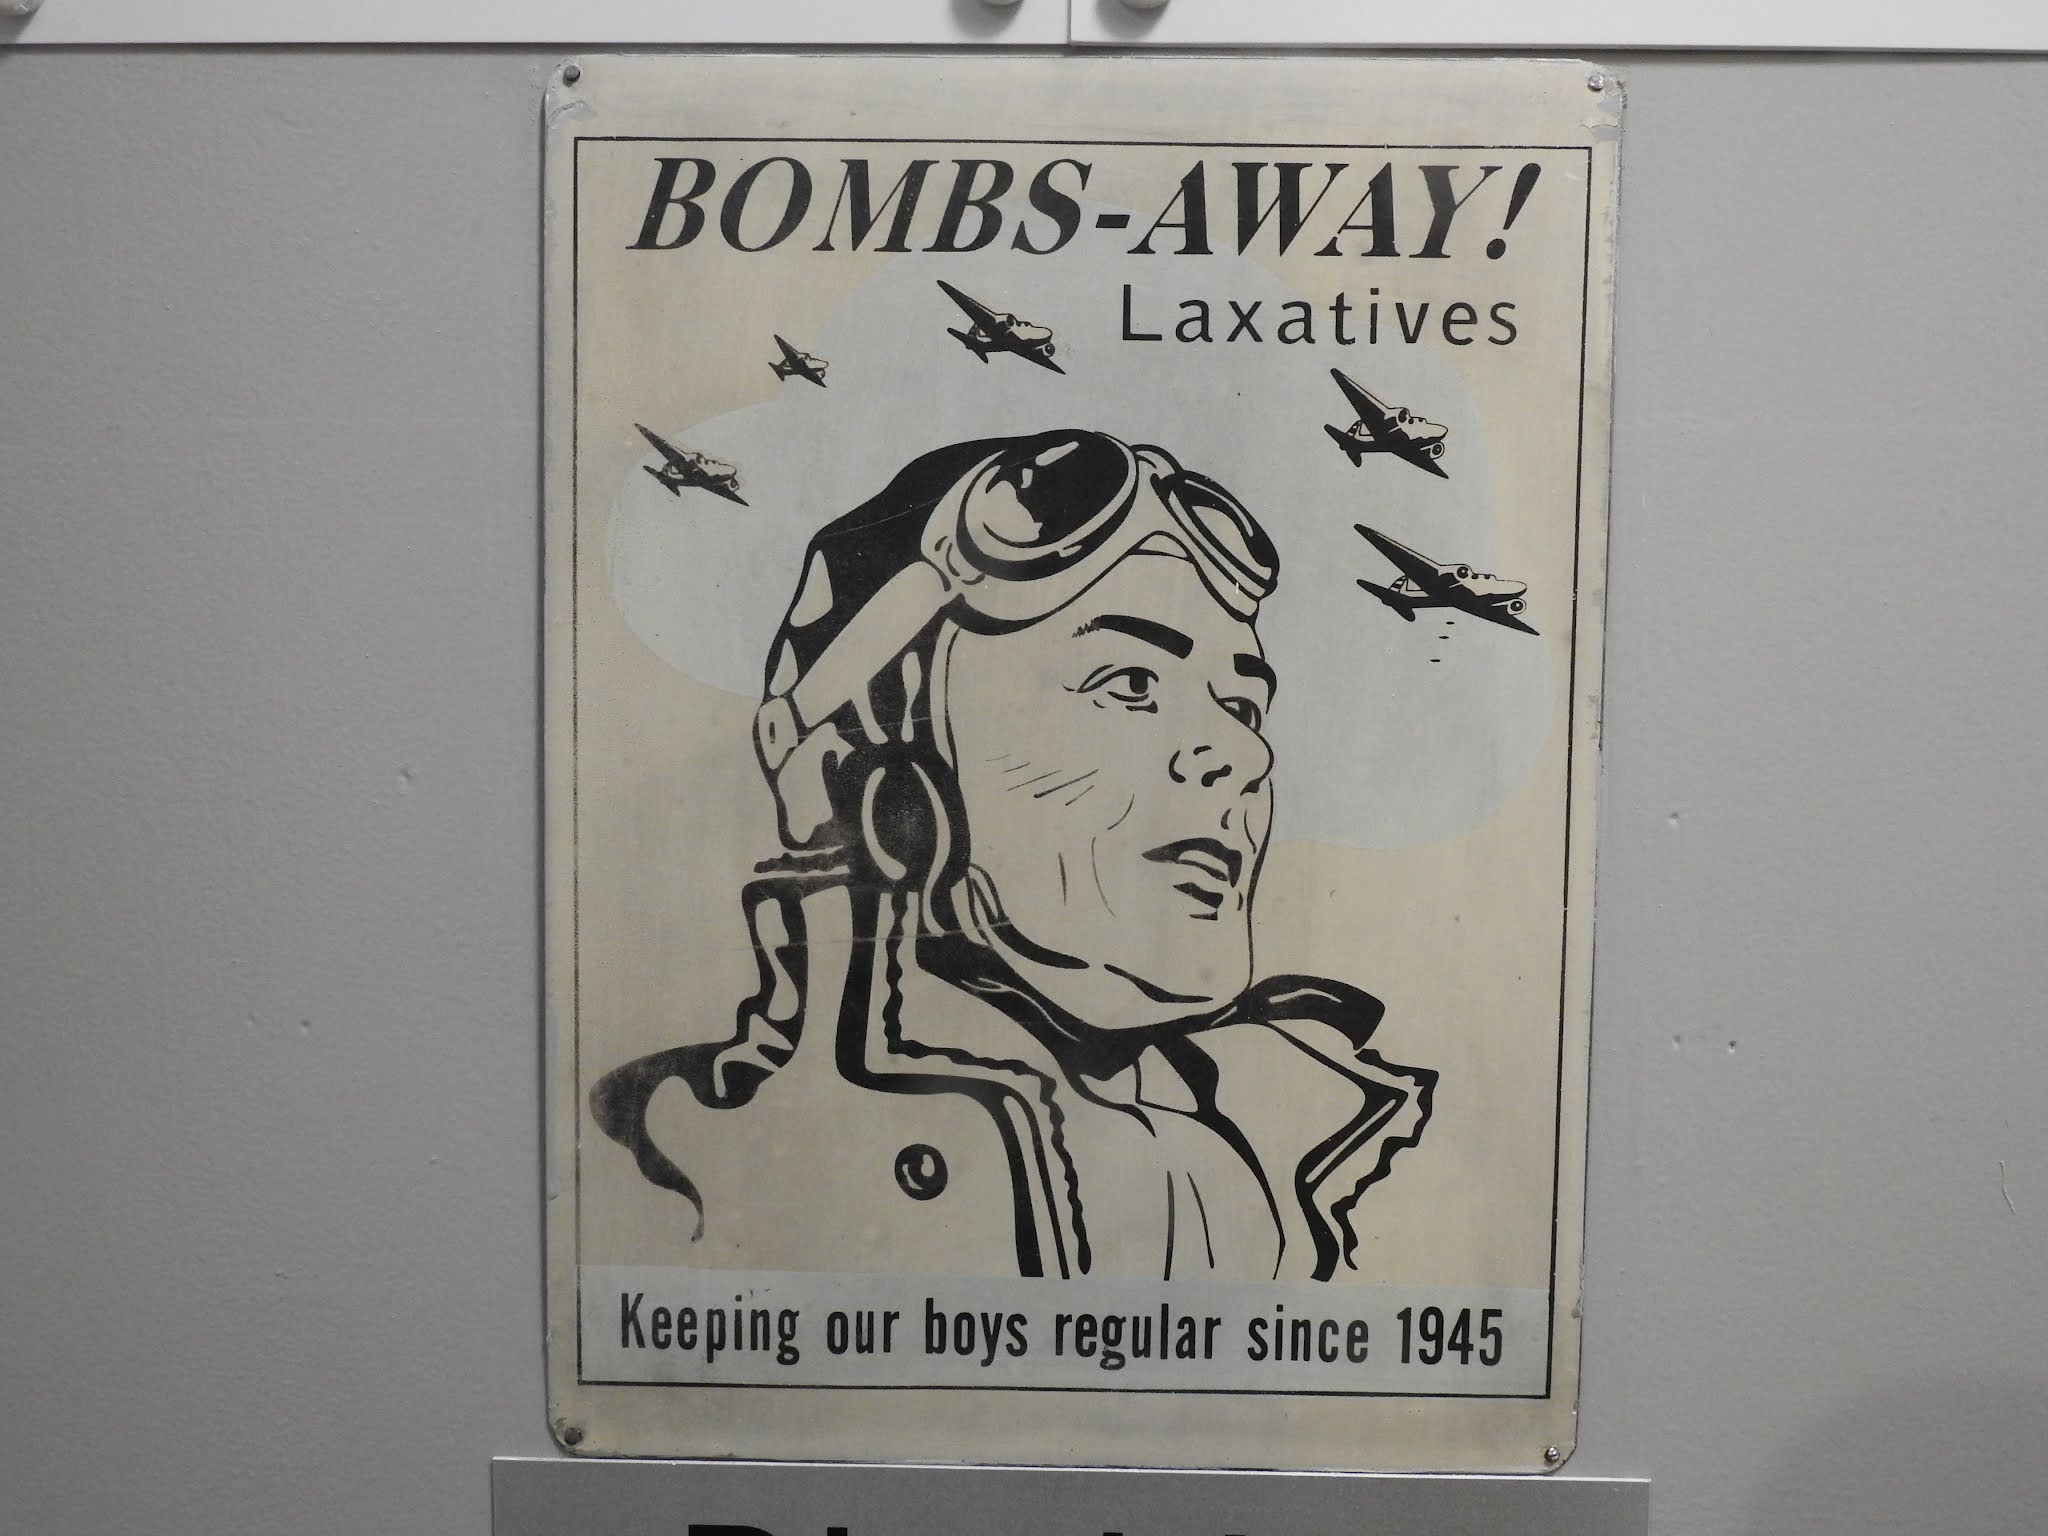 BOMBS-AWAY!
Laxatives
Keeping our boys regular since 1945